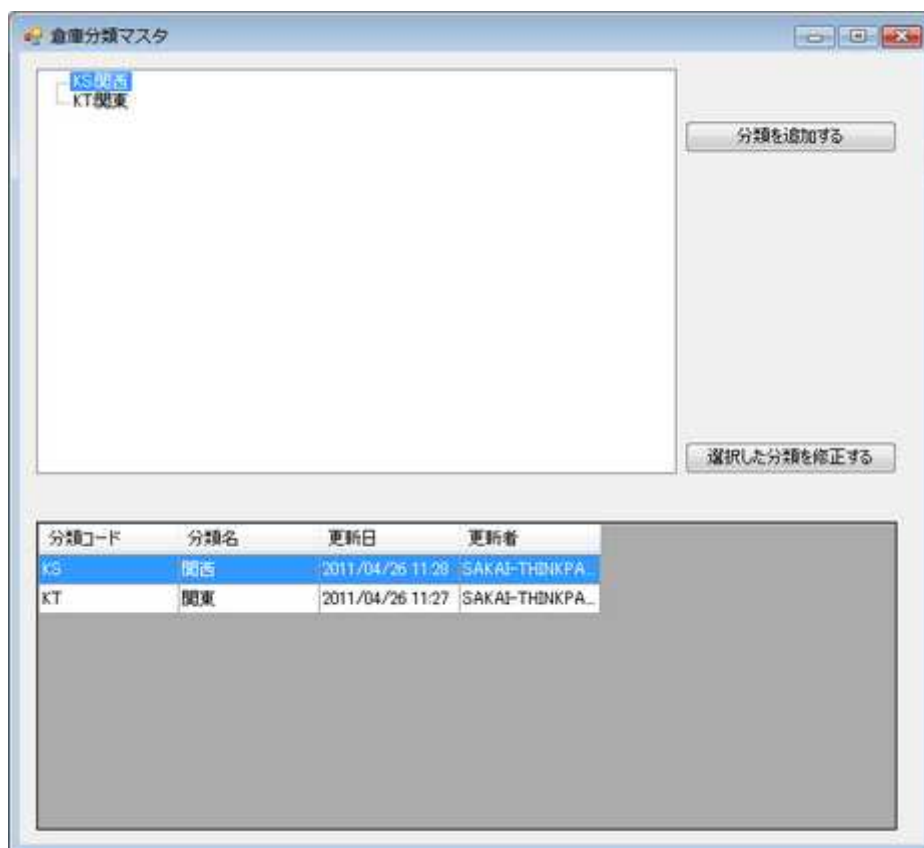 倉庫分類マスタ
KS関西
KT関東
分類を追加する
選択した分類を修正する
分類コード 分類名 更新日 更新者
KS 関西 2011/04/26 11:28 SAKAI-THINKPA...
KT 関東 2011/04/26 11:27 SAKAI-THINKPA...